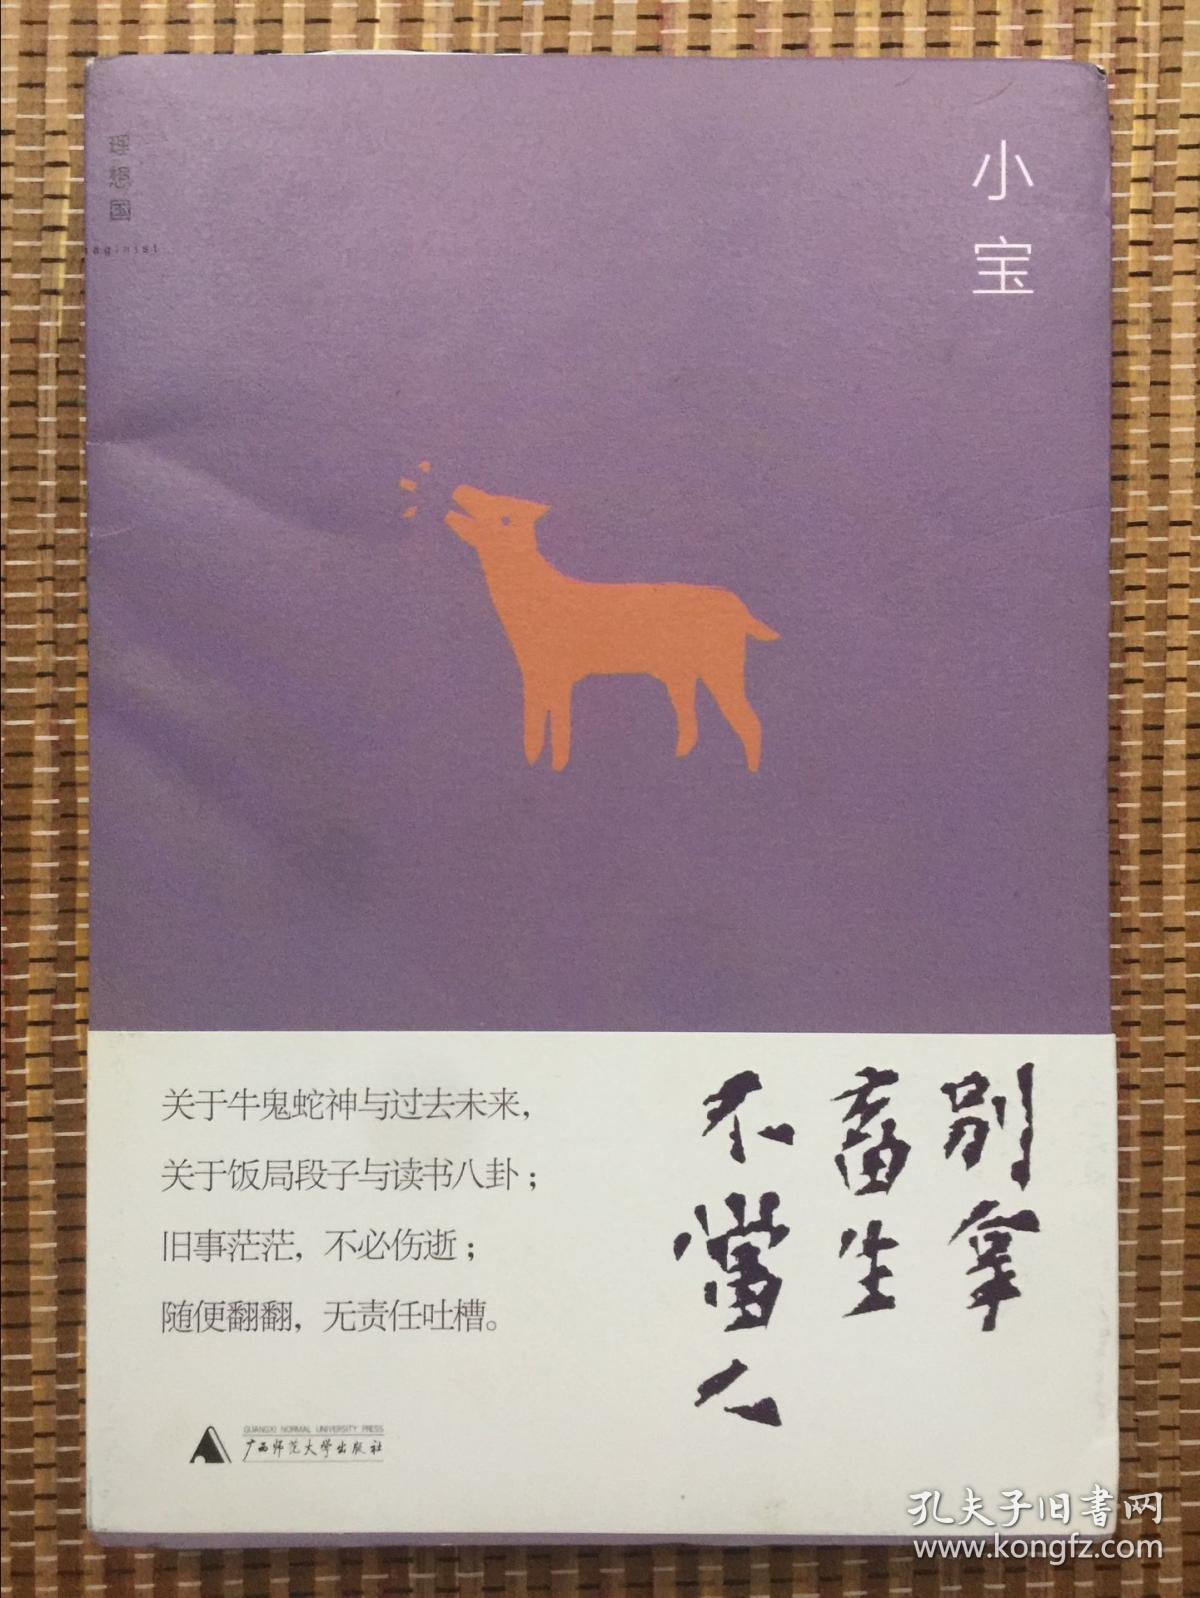 理想国
imaginist
小宝
别拿
畜生
不當人
关于牛鬼蛇神与过去未来，
关于饭局段子与读书八卦；
旧事茫茫，不必伤逝；
随便翻翻，无责任吐槽。
GUANGXI NORMAL UNIVERSITY PRESS
广西师范大学出版社
孔夫子旧书网
www.kongfz.com